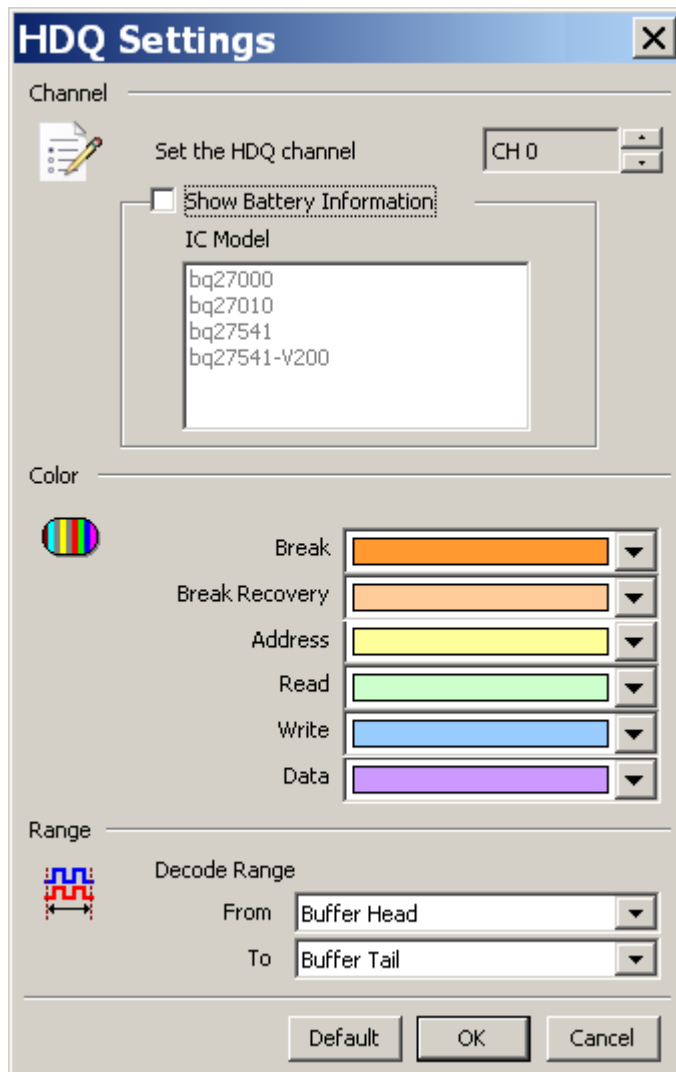 HDQ Settings
Channel
Set the HDQ channel CH 0
Show Battery Information
IC Model
bq27000
bq27010
bq27541
bq27541-V200
Color
Break
Break Recovery
Address
Read
Write
Data
Range
Decode Range
From Buffer Head
To Buffer Tail
Default OK Cancel